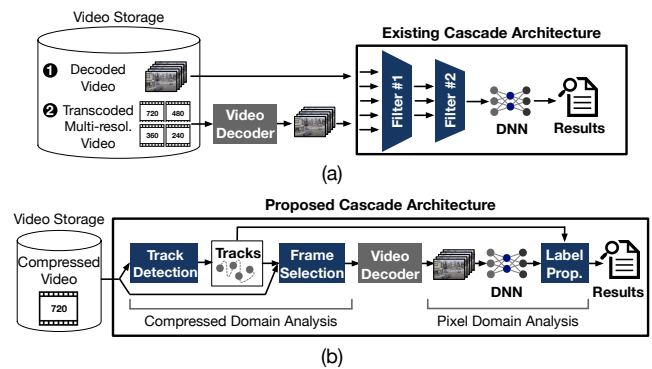 Video Storage
Existing Cascade Architecture
❶ Decoded
Video
❷ Transcoded
Multi-resol.
Video
720
480
360
240
Video
Decoder
Filter #1
Filter #2
DNN
Results
(a)
Proposed Cascade Architecture
Video Storage
Compressed
Video
720
Track
Detection
Tracks
Frame
Selection
Video
Decoder
DNN
Label
Prop.
Results
Compressed Domain Analysis
Pixel Domain Analysis
(b)